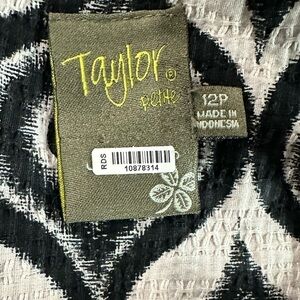 Taylor®
petite
12P
MADE IN
INDONESIA
RDS
10878314